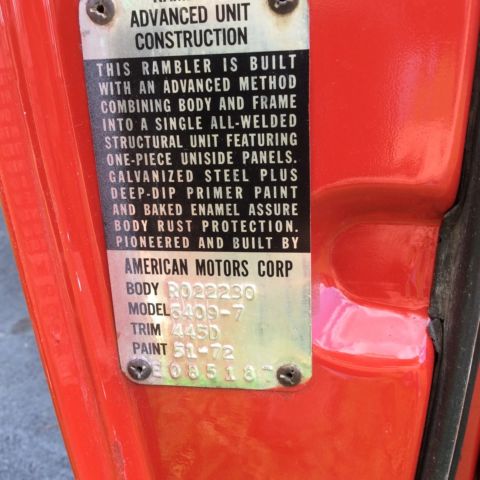 ADVANCED UNIT
CONSTRUCTION
THIS RAMBLER IS BUILT
WITH AN ADVANCED METHOD
COMBINING BODY AND FRAME
INTO A SINGLE ALL-WELDED
STRUCTURAL UNIT FEATURING
ONE-PIECE UNISIDE PANELS.
GALVANIZED STEEL PLUS
DEEP-DIP PRIMER PAINT
AND BAKED ENAMEL ASSURE
BODY RUST PROTECTION.
PIONEERED AND BUILT BY
AMERICAN MOTORS CORP
BODY R022230
MODEL 6409-7
TRIM 445D
PAINT 51-72
E085187